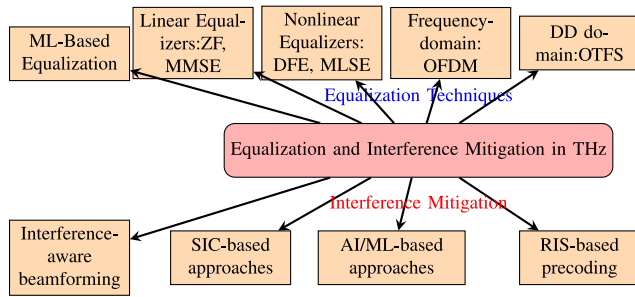 ML-Based
Equalization
Linear Equal-
izers:ZF,
MMSE
Nonlinear
Equalizers:
DFE, MLSE
Frequency-
domain:
OFDM
DD do-
main:OTFS
Equalization Techniques
Equalization and Interference Mitigation in THz
Interference Mitigation
Interference-
aware
beamforming
SIC-based
approaches
AI/ML-based
approaches
RIS-based
precoding